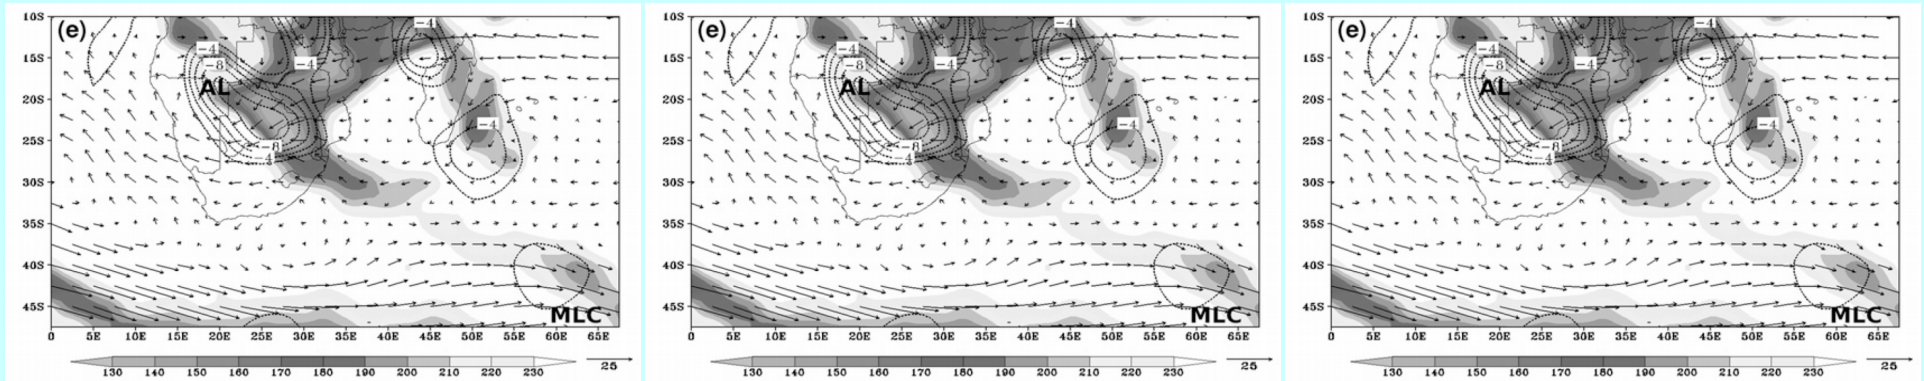 (e) (e) (e)
10S −4 10S −4 10S −4
−4 −4 −4
15S −8 −4 15S −8 −4 15S −8 −4
AL AL AL
20S 20S 20S
−4 −4 −4
25S −8 25S −8 25S −8
−4 −4 −4
30S 30S 30S
35S 35S 35S
40S 40S 40S
45S MLC 45S MLC 45S MLC
0 5E 10E 15E 20E 25E 30E 35E 40E 45E 50E 55E 60E 65E 0 5E 10E 15E 20E 25E 30E 35E 40E 45E 50E 55E 60E 65E 0 5E 10E 15E 20E 25E 30E 35E 40E 45E 50E 55E 60E 65E
130 140 150 160 170 180 190 200 210 220 230 25 130 140 150 160 170 180 190 200 210 220 230 25 130 140 150 160 170 180 190 200 210 220 230 25